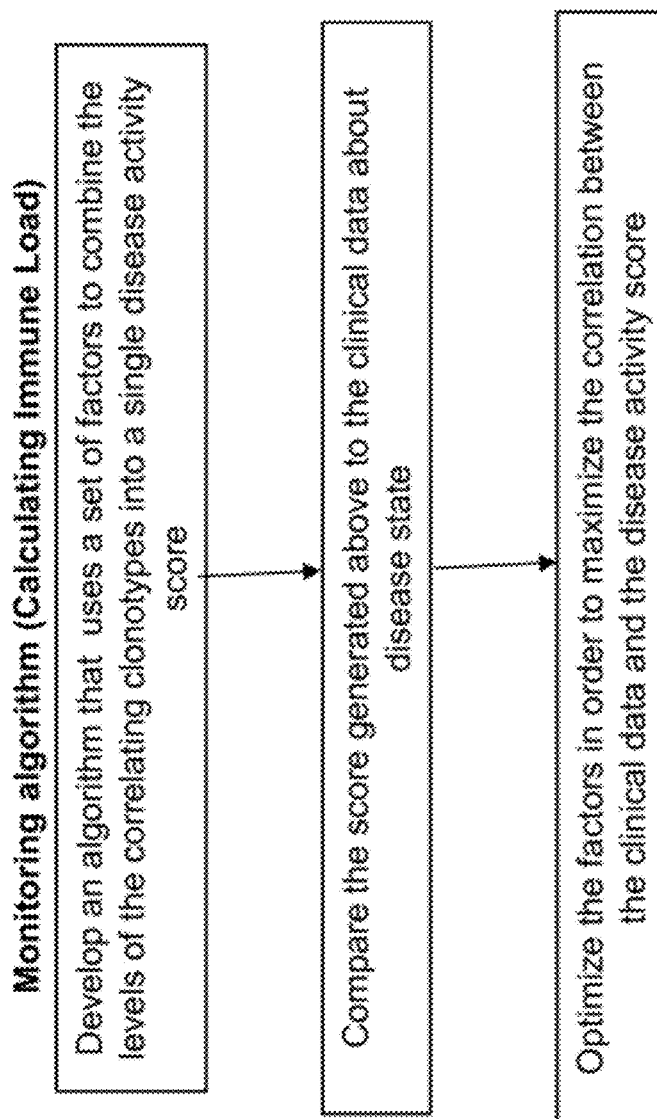 Monitoring algorithm (Calculating Immune Load)
Develop an algorithm that uses a set of factors to combine the
levels of the correlating clonotypes into a single disease activity
score
Compare the score generated above to the clinical data about
disease state
Optimize the factors in order to maximize the correlation between
the clinical data and the disease activity score